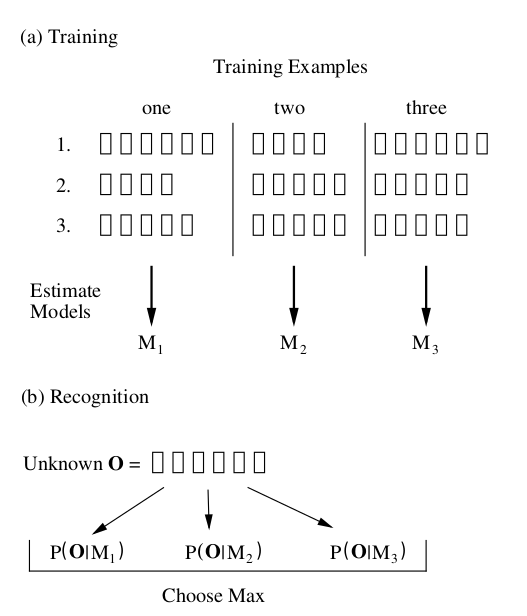 (a) Training
Training Examples
one two three
1.
2.
3.
Estimate
Models
M1 M2 M3
(b) Recognition
Unknown O =
P(O|M1) P(O|M2) P(O|M3)
Choose Max